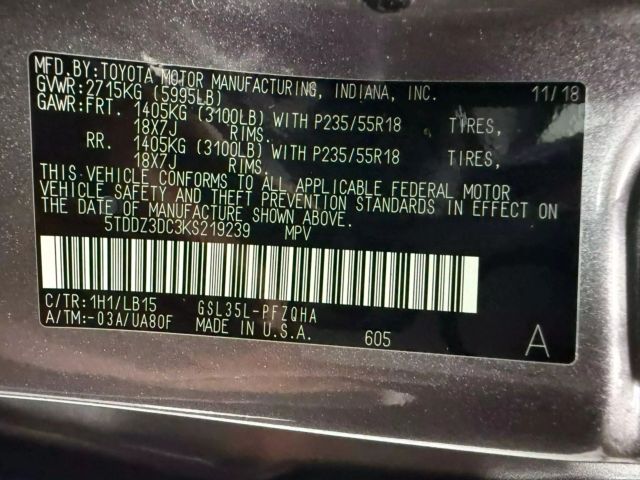 MFD.BY:TOYOTA MOTOR MANUFACTURING, INDIANA, INC. 11/18
GVWR:2715KG (5995LB)
GAWR:FRT. 1405KG (3100LB) WITH P235/55R18 TIRES,
18X7J RIMS.
RR. 1405KG (3100LB) WITH P235/55R18 TIRES,
18X7J RIMS.
THIS VEHICLE CONFORMS TO ALL APPLICABLE FEDERAL MOTOR
VEHICLE SAFETY AND THEFT PREVENTION STANDARDS IN EFFECT ON
THE DATE OF MANUFACTURE SHOWN ABOVE.
5TDDZ3DC3KS219239 MPV
C/TR:1H1/LB15 GSL35L-PFZQHA
A/TM:-03A/UA80F MADE IN U.S.A. 605 A